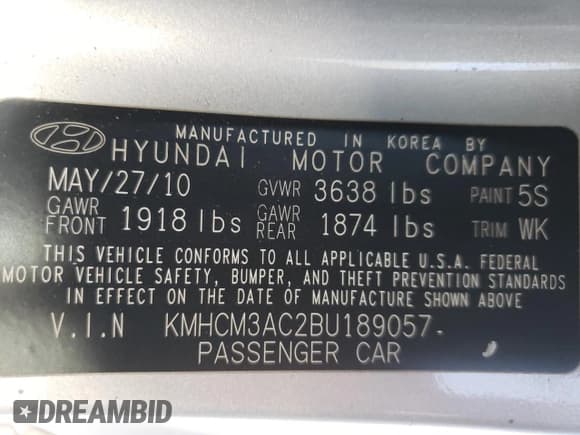 MANUFACTURED IN KOREA BY
HYUNDAI MOTOR COMPANY
MAY/27/10 GVWR 3638 lbs PAINT 5S
GAWR FRONT 1918 lbs GAWR REAR 1874 lbs TRIM WK
THIS VEHICLE CONFORMS TO ALL APPLICABLE U.S.A. FEDERAL
MOTOR VEHICLE SAFETY, BUMPER, AND THEFT PREVENTION STANDARDS
IN EFFECT ON THE DATE OF MANUFACTURE SHOWN ABOVE
V.I.N KMHCM3AC2BU189057
PASSENGER CAR
DREAMBID